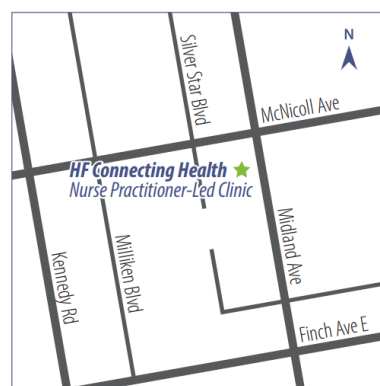 N
Silver Star Blvd
McNicoll Ave
HF Connecting Health
Nurse Practitioner-Led Clinic
Kennedy Rd
Milliken Blvd
Midland Ave
Finch Ave E